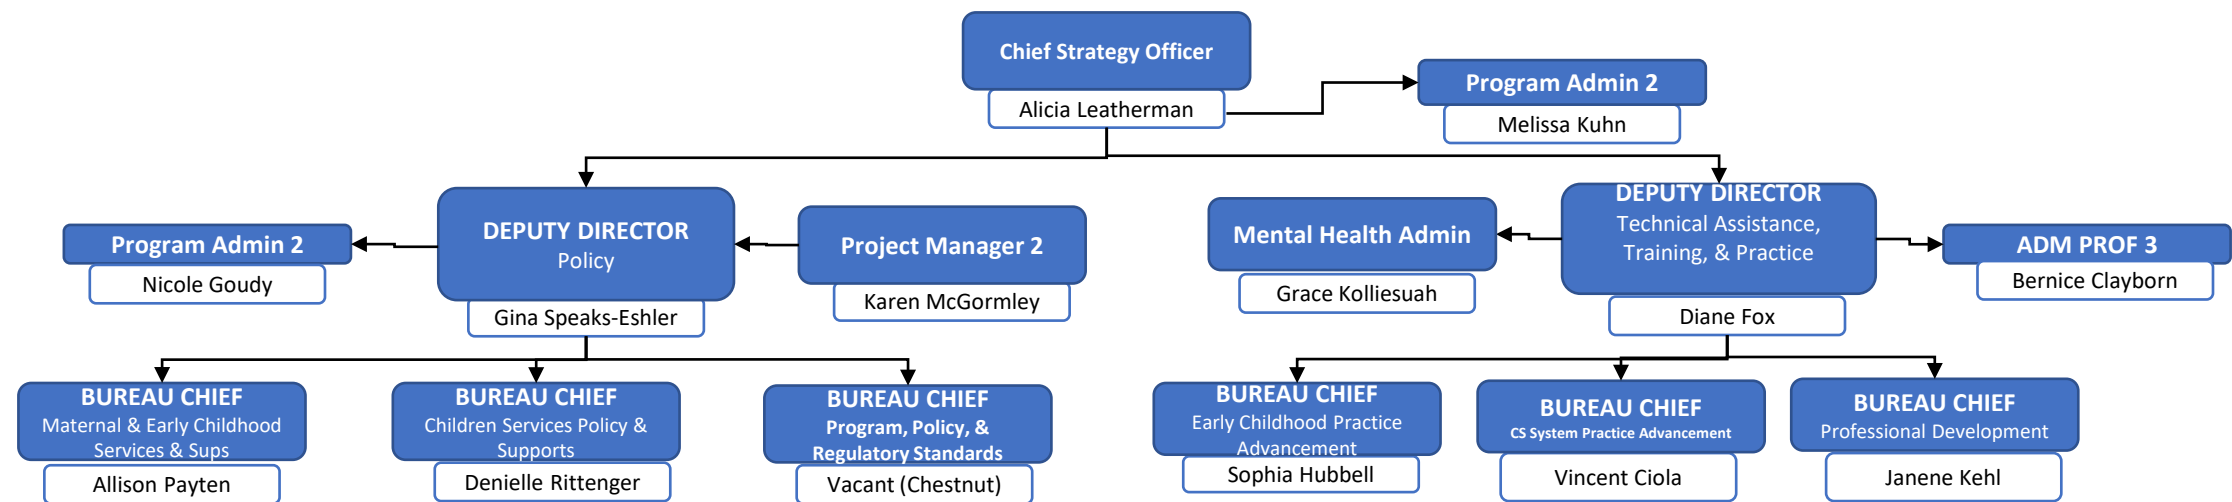 Chief Strategy Officer
Alicia Leatherman
Program Admin 2
Melissa Kuhn
Program Admin 2
Nicole Goudy
DEPUTY DIRECTOR
Policy
Gina Speaks-Eshler
Project Manager 2
Karen McGormley
Mental Health Admin
Grace Kolliesuah
DEPUTY DIRECTOR
Technical Assistance,
Training, & Practice
Diane Fox
ADM PROF 3
Bernice Clayborn
BUREAU CHIEF
Maternal & Early Childhood
Services & Sups
Allison Payten
BUREAU CHIEF
Children Services Policy &
Supports
Denielle Rittenger
BUREAU CHIEF
Program, Policy, &
Regulatory Standards
Vacant (Chestnut)
BUREAU CHIEF
Early Childhood Practice
Advancement
Sophia Hubbell
BUREAU CHIEF
CS System Practice Advancement
Vincent Ciola
BUREAU CHIEF
Professional Development
Janene Kehl